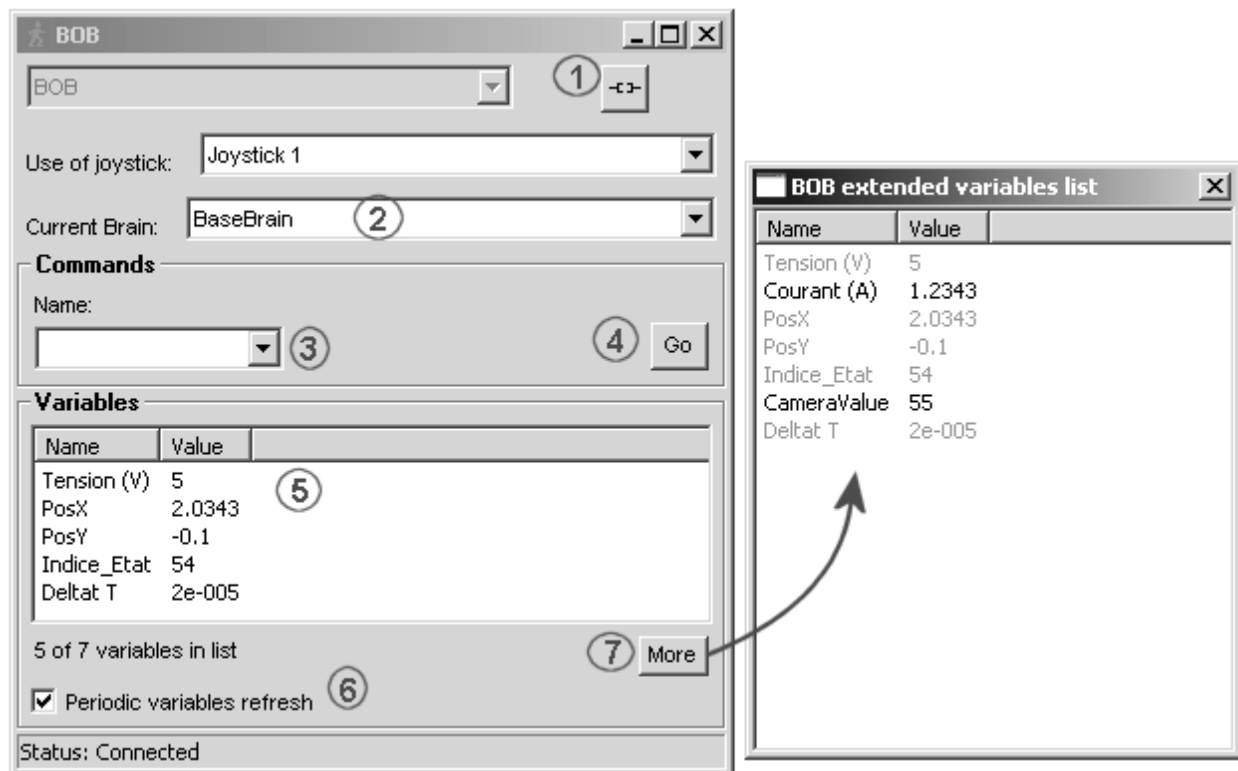 BOB
BOB
1
Use of joystick: Joystick 1
Current Brain: BaseBrain 2
Commands
Name:
3
4 Go
Variables
Name Value
Tension (V) 5
PosX 2.0343
PosY -0.1
Indice_Etat 54
Deltat T 2e-005
5
5 of 7 variables in list
7 More
Periodic variables refresh 6
Status: Connected
BOB extended variables list
Name Value
Tension (V) 5
Courant (A) 1.2343
PosX 2.0343
PosY -0.1
Indice_Etat 54
CameraValue 55
Deltat T 2e-005